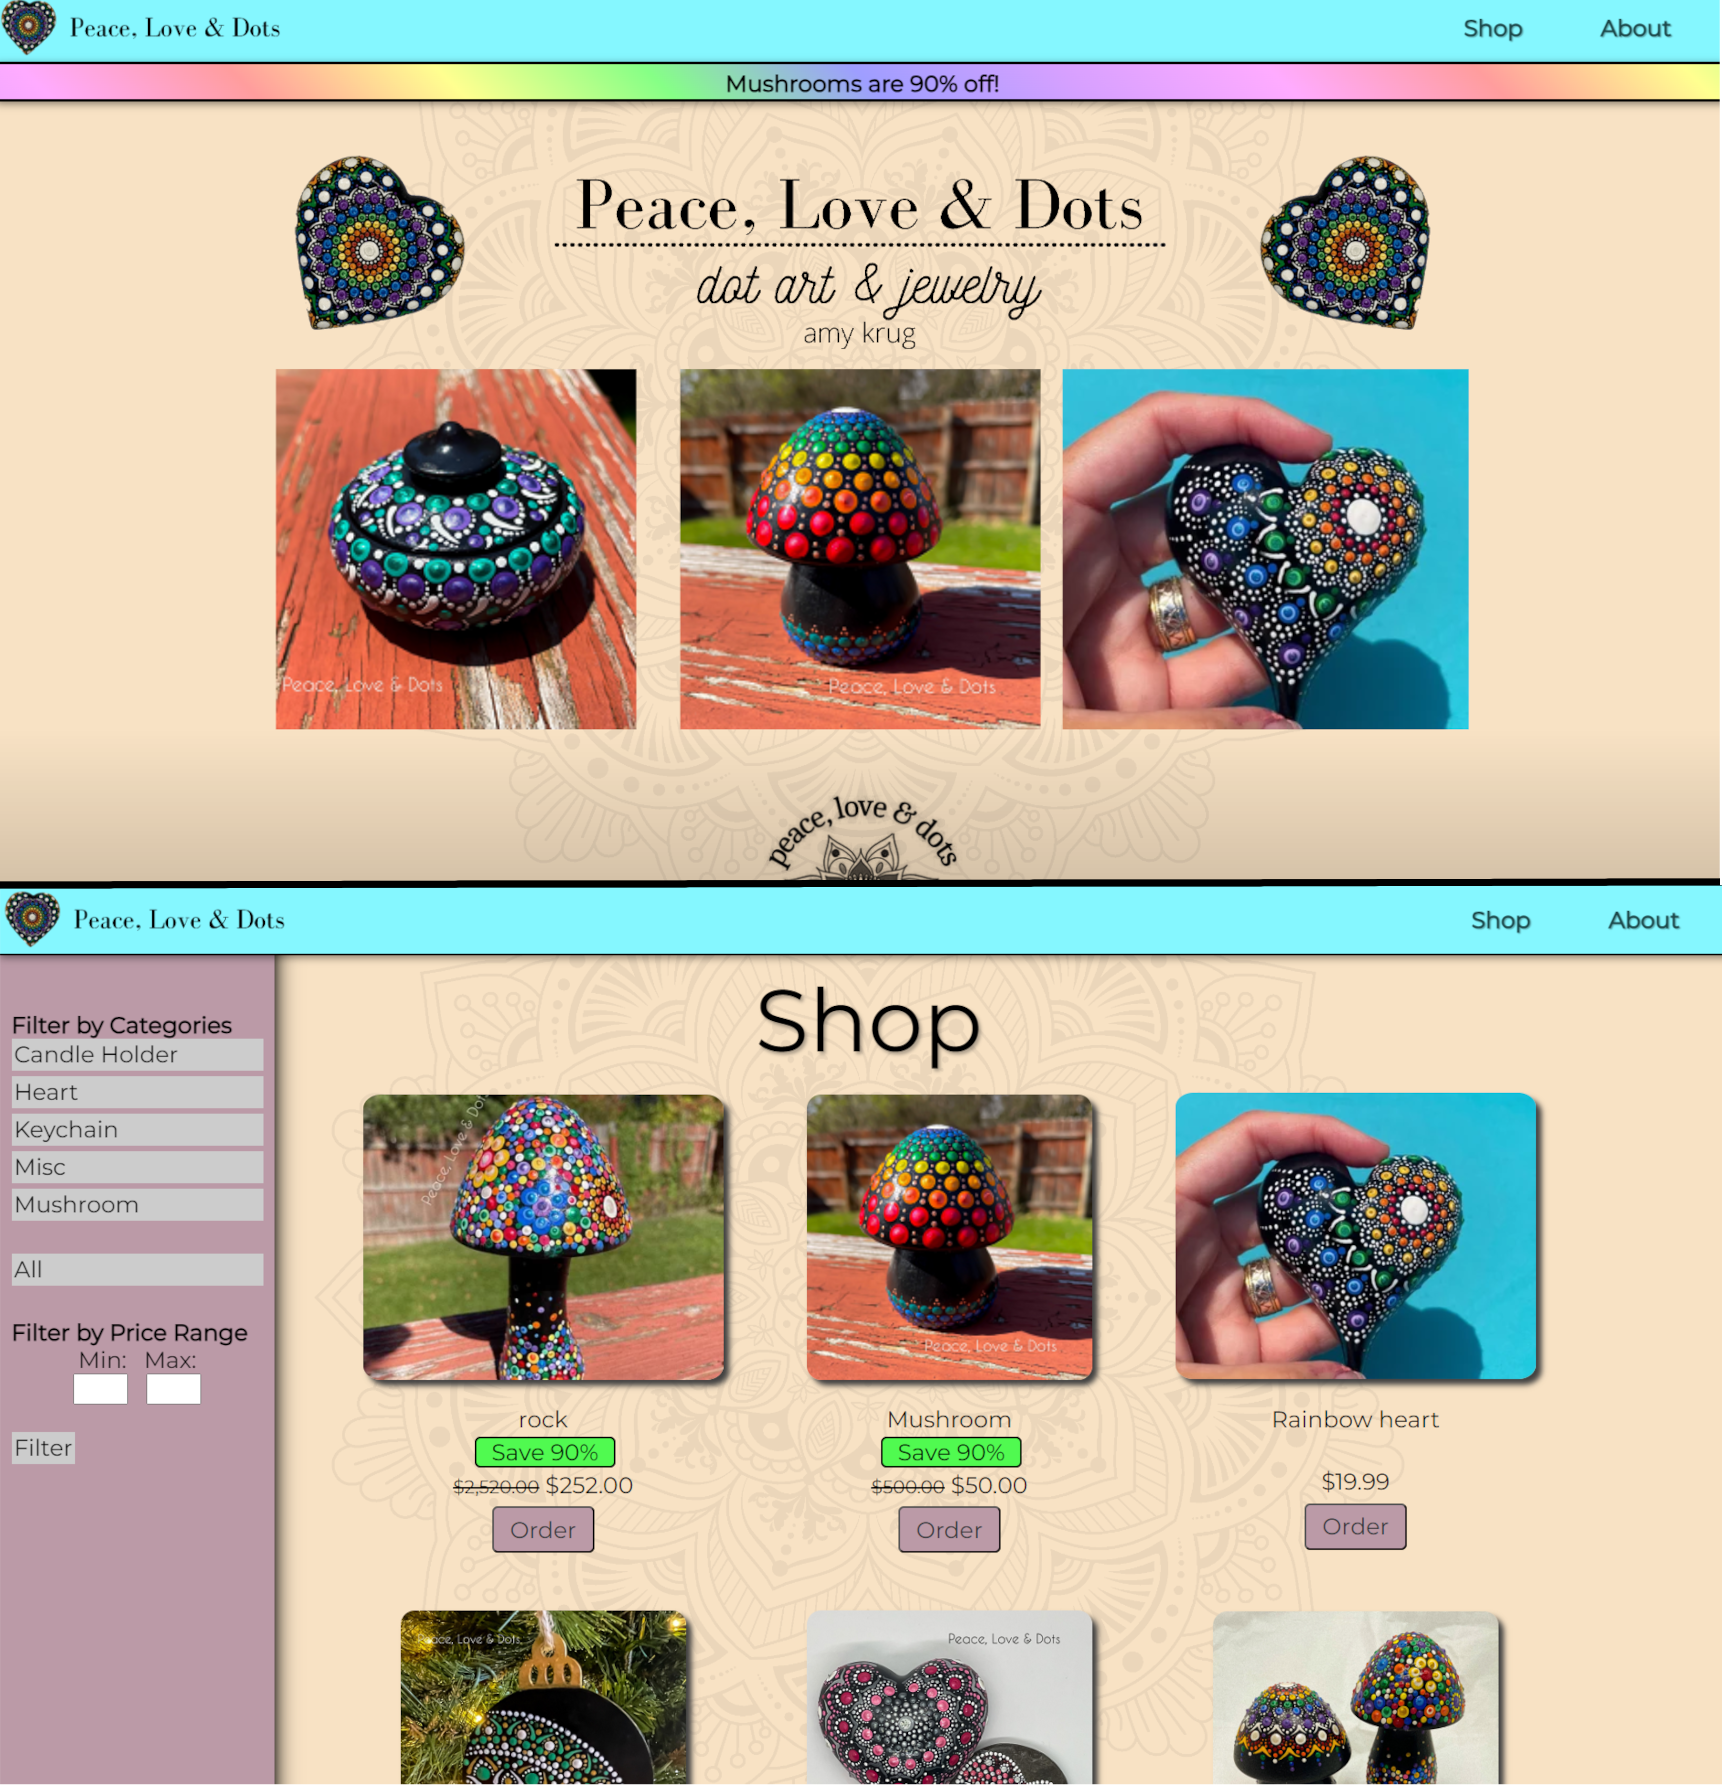 Peace, Love & Dots
Shop
About
Mushrooms are 90% off!
Peace, Love & Dots
dot art & jewelry
amy krug
Peace, Love & Dots
Peace, Love & Dots
peace, love & dots
Peace, Love & Dots
Shop
About
Shop
Filter by Categories
Candle Holder
Heart
Keychain
Misc
Mushroom
All
Filter by Price Range
Min: Max:
Filter
Peace, Love & Dots
Peace, Love & Dots
rock
Save 90%
$2,520.00 $252.00
Order
Mushroom
Save 90%
$500.00 $50.00
Order
Rainbow heart
$19.99
Order
Peace, Love & Dots
Peace, Love & Dots